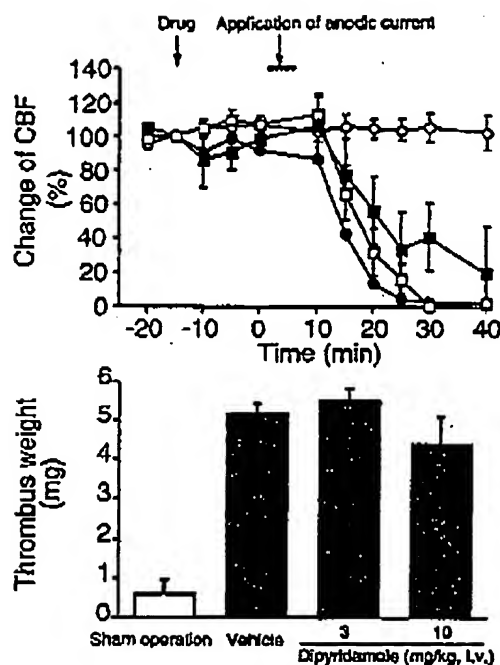 Drug Application of anodic current
140
120
100
80
60
40
20
0
Change of CBF
(%)
-20 -10 0 10 20 30 40
Time (min)
6
5
4
3
2
1
0
Thrombus weight
(mg)
Sham operation Vehicle 3 10
Dipyridamole (mg/kg, i.v.)